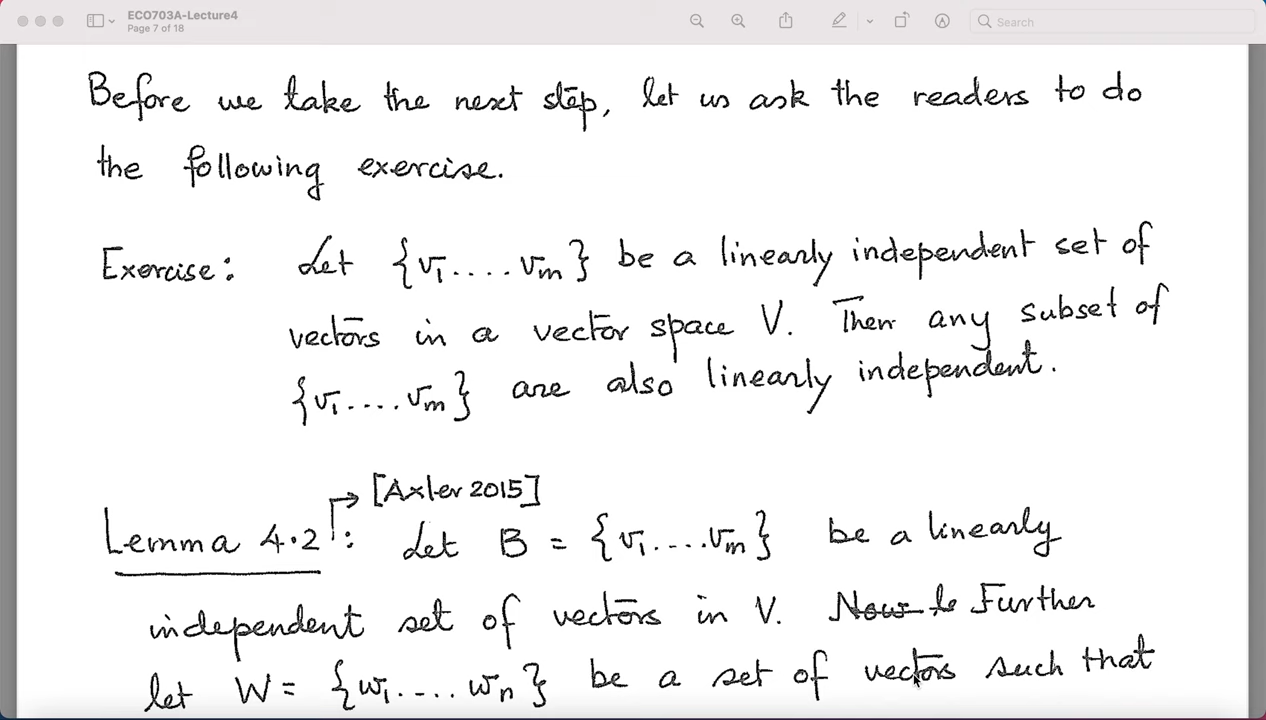 ECO703A-Lecture4
Page 7 of 18
Search
Before we take the next step, let us ask the readers to do
the following exercise.
Exercise: Let {v₁....vₘ} be a linearly independent set of
vectors in a vector space V. Then any subset of
{v₁....vₘ} are also linearly independent.
[Axler 2015]
Lemma 4.2 : Let B = {v₁....vₘ} be a linearly
independent set of vectors in V. Now le Further
let W = {w₁.... wₙ} be a set of vectors such that